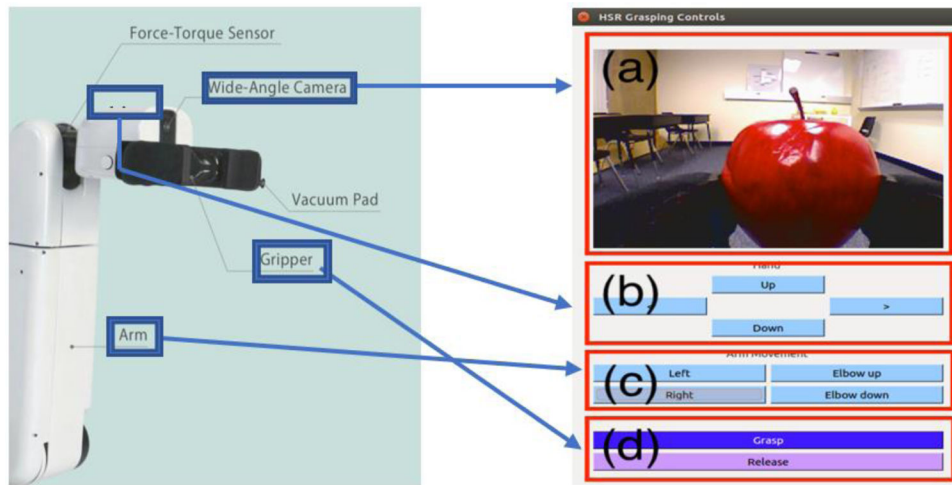 Force-Torque Sensor
Wide-Angle Camera
Vacuum Pad
Gripper
Arm
HSR Grasping Controls
(a)
Hand
(b)
Up
>
Down
Arm Movement
(c)
Left
Elbow up
Right
Elbow down
(d)
Grasp
Release